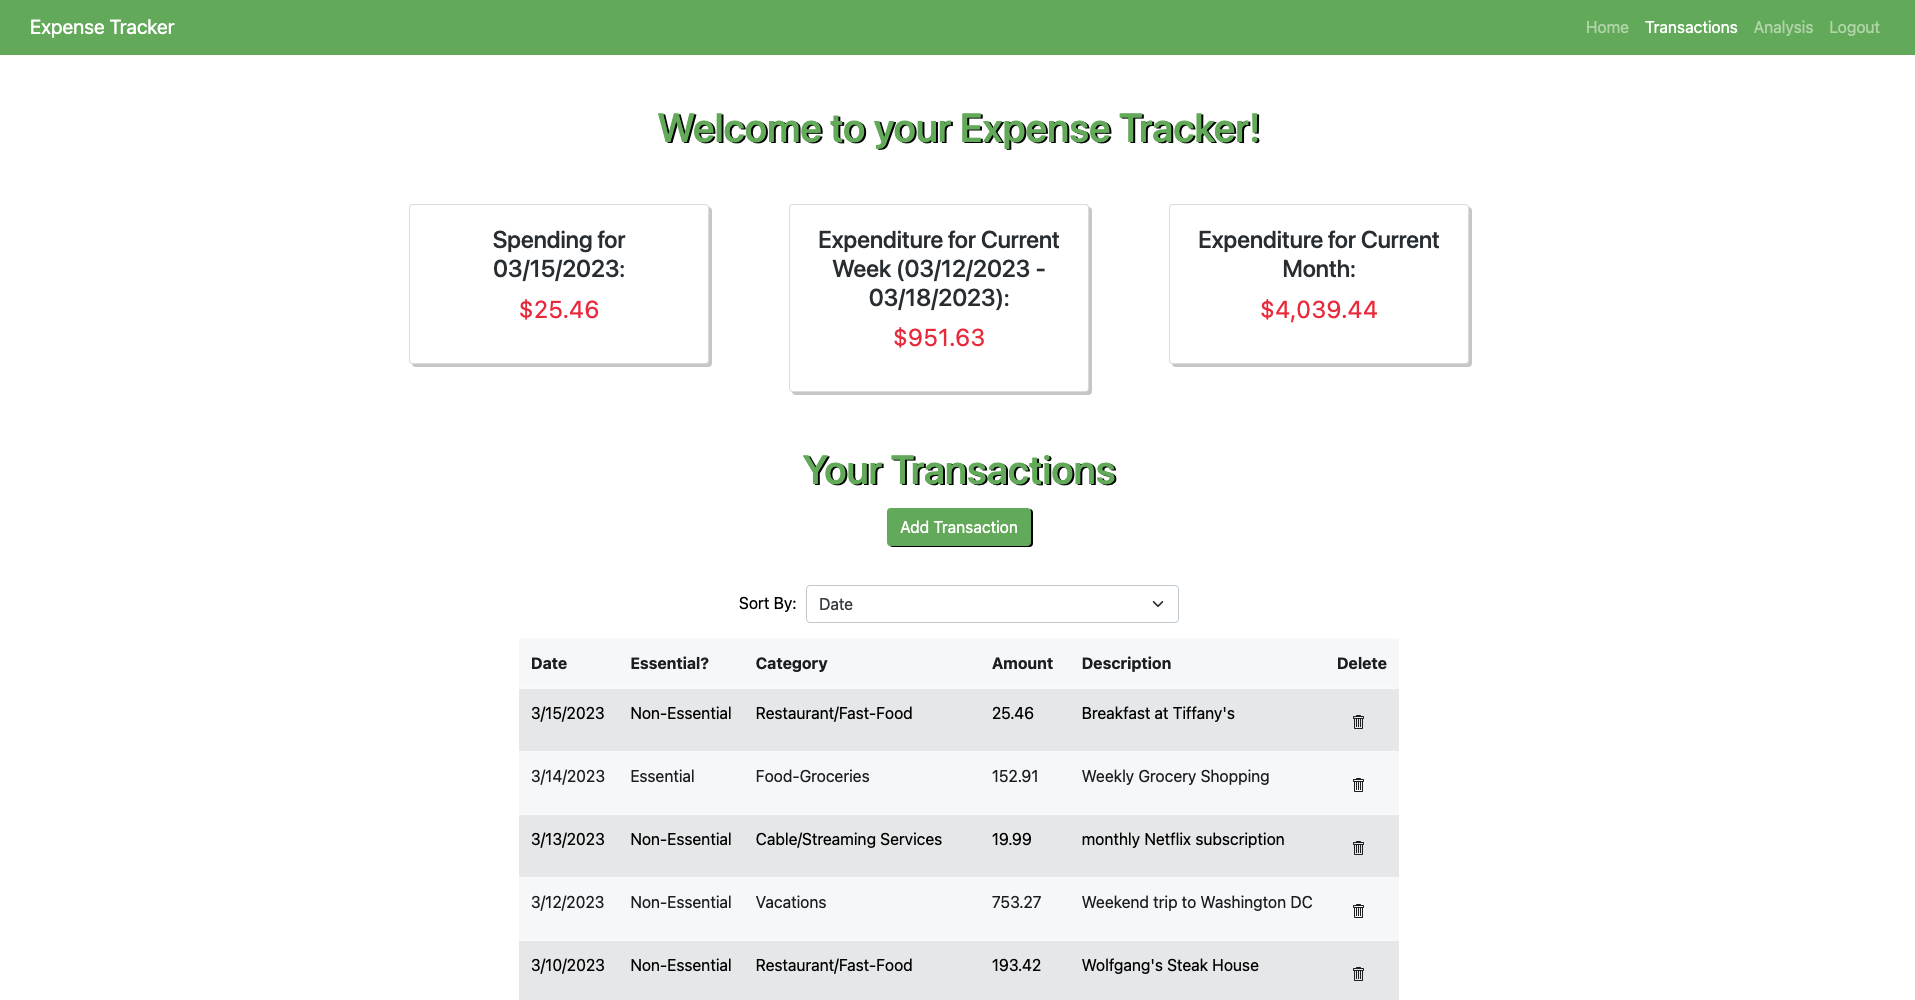 Expense Tracker Home Transactions Analysis Logout
Welcome to your Expense Tracker!
Spending for
03/15/2023:
$25.46
Expenditure for Current
Week (03/12/2023 -
03/18/2023):
$951.63
Expenditure for Current
Month:
$4,039.44
Your Transactions
Add Transaction
Sort By: Date
Date Essential? Category Amount Description Delete
3/15/2023 Non-Essential Restaurant/Fast-Food 25.46 Breakfast at Tiffany's
3/14/2023 Essential Food-Groceries 152.91 Weekly Grocery Shopping
3/13/2023 Non-Essential Cable/Streaming Services 19.99 monthly Netflix subscription
3/12/2023 Non-Essential Vacations 753.27 Weekend trip to Washington DC
3/10/2023 Non-Essential Restaurant/Fast-Food 193.42 Wolfgang's Steak House